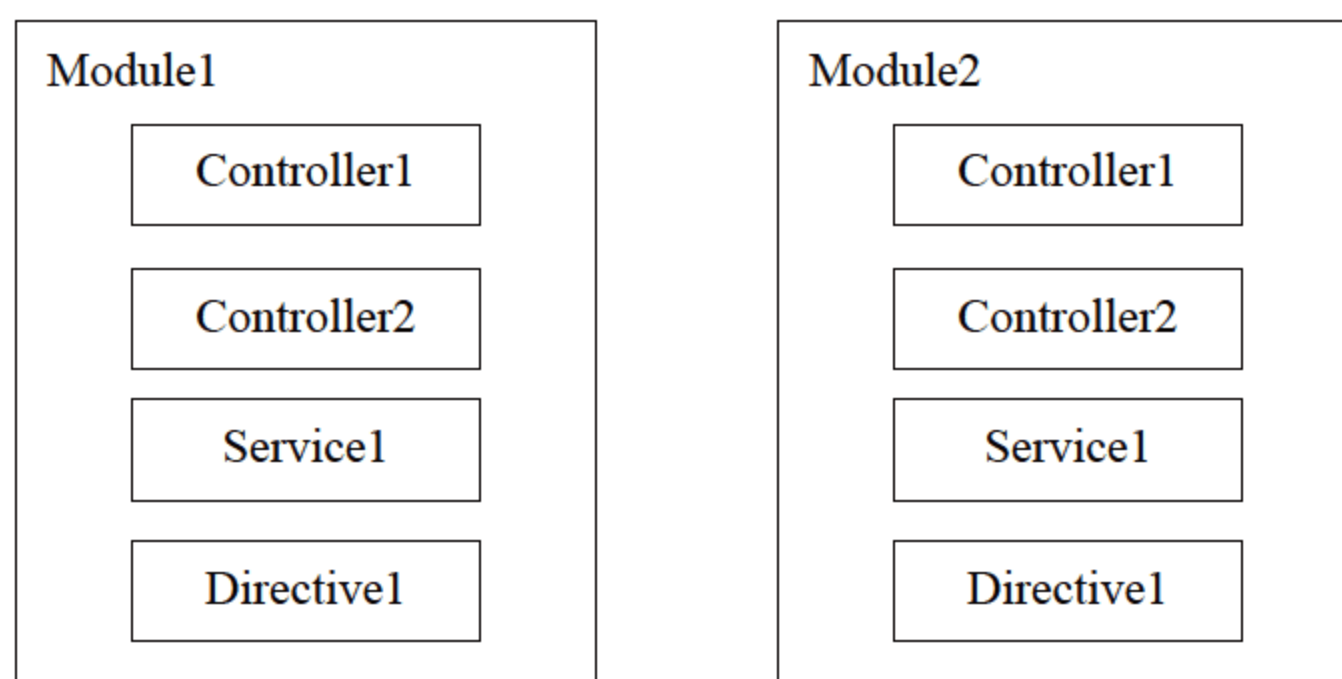 Module1
Controller1
Controller2
Service1
Directive1
Module2
Controller1
Controller2
Service1
Directive1